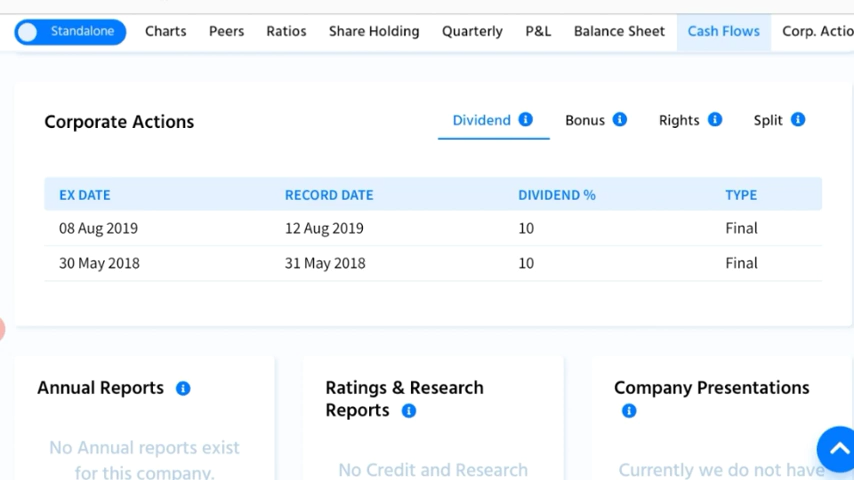 Standalone Charts Peers Ratios Share Holding Quarterly P&L Balance Sheet Cash Flows Corp. Actio
Corporate Actions Dividend Bonus Rights Split
EX DATE RECORD DATE DIVIDEND % TYPE
08 Aug 2019 12 Aug 2019 10 Final
30 May 2018 31 May 2018 10 Final
Annual Reports
No Annual reports exist
for this company.
Ratings & Research
Reports
No Credit and Research
Company Presentations
Currently we do not have